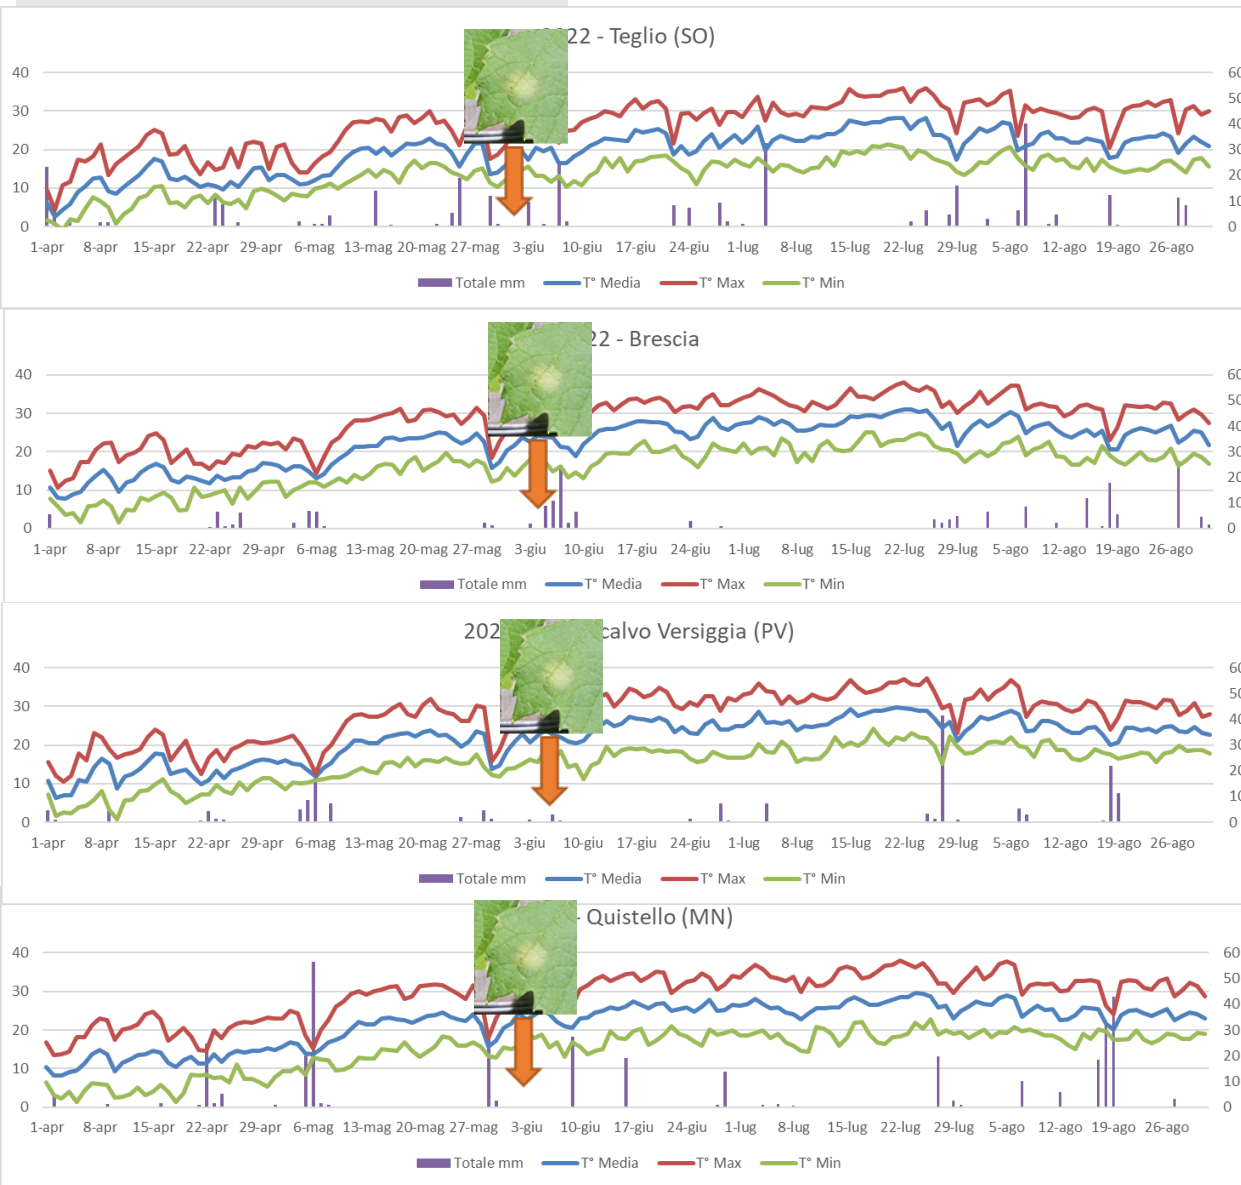 22 - Teglio (SO)
40 60
30 50
40
20 30
20
10 10
0 0
1-apr 8-apr 15-apr 22-apr 29-apr 6-mag 13-mag 20-mag 27-mag 3-giu 10-giu 17-giu 24-giu 1-lug 8-lug 15-lug 22-lug 29-lug 5-ago 12-ago 19-ago 26-ago
Totale mm T° Media T° Max T° Min
22 - Brescia
40 60
30 50
40
20 30
20
10 10
0 0
1-apr 8-apr 15-apr 22-apr 29-apr 6-mag 13-mag 20-mag 27-mag 3-giu 10-giu 17-giu 24-giu 1-lug 8-lug 15-lug 22-lug 29-lug 5-ago 12-ago 19-ago 26-ago
Totale mm T° Media T° Max T° Min
202 calvo Versiggia (PV)
40 60
30 50
40
20 30
20
10 10
0 0
1-apr 8-apr 15-apr 22-apr 29-apr 6-mag 13-mag 20-mag 27-mag 3-giu 10-giu 17-giu 24-giu 1-lug 8-lug 15-lug 22-lug 29-lug 5-ago 12-ago 19-ago 26-ago
Totale mm T° Media T° Max T° Min
- Quistello (MN)
40 60
30 50
40
20 30
20
10 10
0 0
1-apr 8-apr 15-apr 22-apr 29-apr 6-mag 13-mag 20-mag 27-mag 3-giu 10-giu 17-giu 24-giu 1-lug 8-lug 15-lug 22-lug 29-lug 5-ago 12-ago 19-ago 26-ago
Totale mm T° Media T° Max T° Min